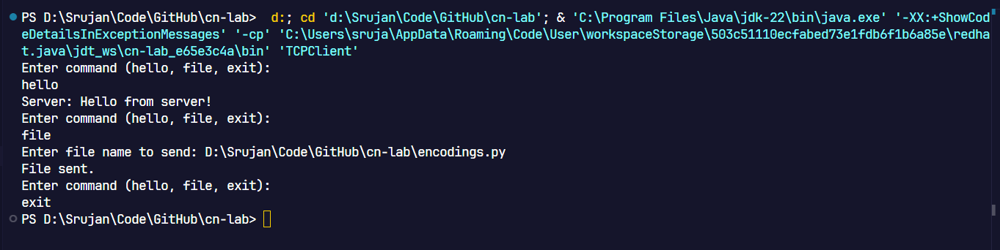 PS D:\Srujan\Code\GitHub\cn-lab>  d:; cd 'd:\Srujan\Code\GitHub\cn-lab'; & 'C:\Program Files\Java\jdk-22\bin\java.exe' '-XX:+ShowCod
eDetailsInExceptionMessages' '-cp' 'C:\Users\sruja\AppData\Roaming\Code\User\workspaceStorage\503c51110ecfabed73e1fdb6f1b6a85e\redha
t.java\jdt_ws\cn-lab_e65e3c4a\bin' 'TCPClient'
Enter command (hello, file, exit):
hello
Server: Hello from server!
Enter command (hello, file, exit):
file
Enter file name to send: D:\Srujan\Code\GitHub\cn-lab\encodings.py
File sent.
Enter command (hello, file, exit):
exit
PS D:\Srujan\Code\GitHub\cn-lab>